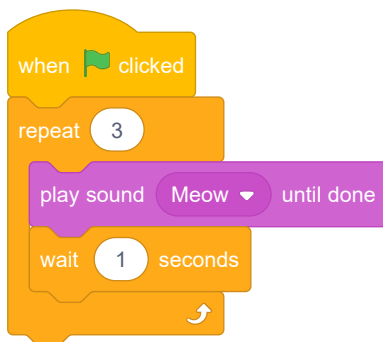 when clicked
repeat 3
play sound Meow until done
wait 1 seconds